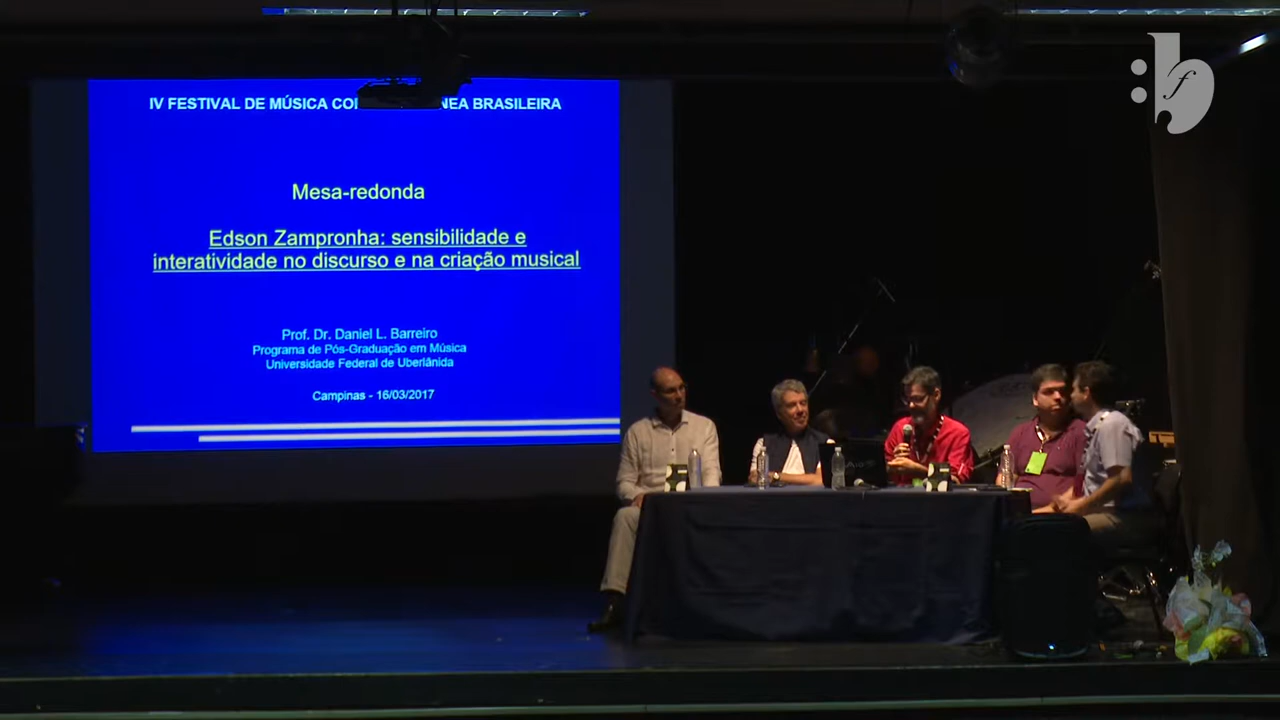 IV FESTIVAL DE MÚSICA CO NEA BRASILEIRA
Mesa-redonda
Edson Zampronha: sensibilidade e
interatividade no discurso e na criação musical
Prof. Dr. Daniel L. Barreiro
Programa de Pós-Graduação em Música
Universidade Federal de Uberlânida
Campinas - 16/03/2017